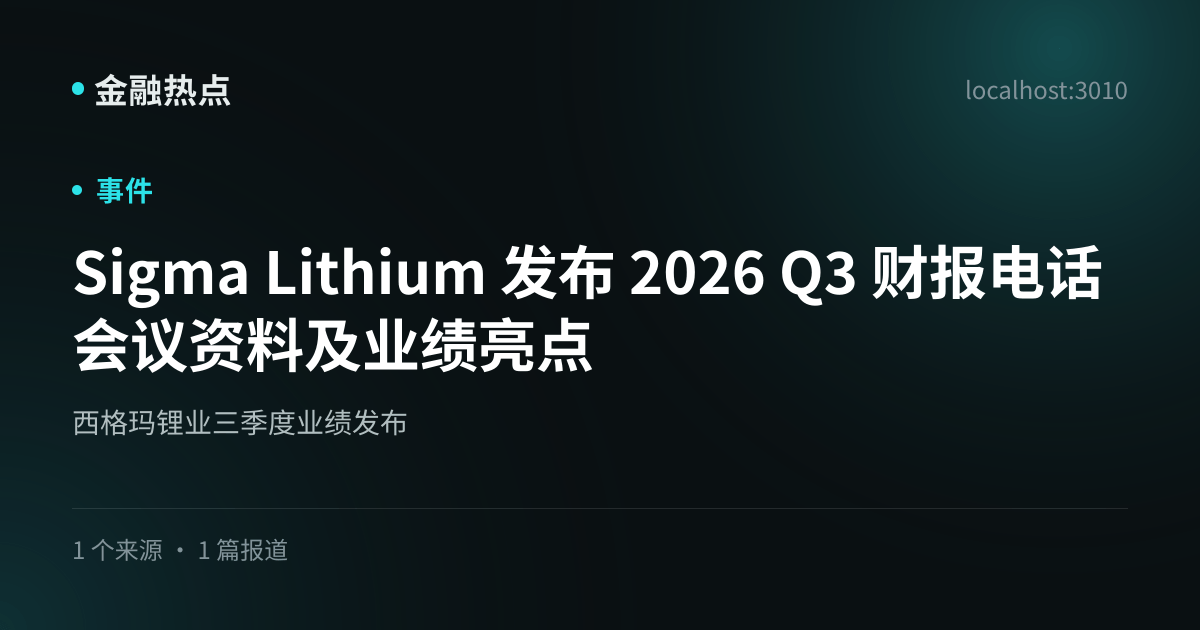 金融热点
localhost:3010
事件
Sigma Lithium 发布 2026 Q3 财报电话
会议资料及业绩亮点
西格玛锂业三季度业绩发布
1 个来源 · 1 篇报道